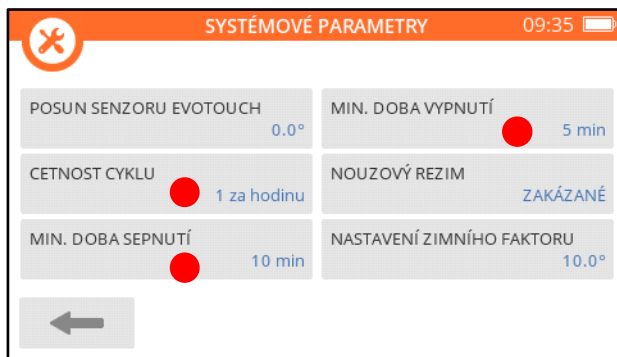 SYSTÉMOVÉ PARAMETRY 09:35
POSUN SENZORU EVOTOUCH
0.0°
MIN. DOBA VYPNUTÍ
5 min
CETNOST CYKLU
1 za hodinu
NOUZOVÝ REZIM
ZAKÁZANÉ
MIN. DOBA SEPNUTÍ
10 min
NASTAVENÍ ZIMNÍHO FAKTORU
10.0°